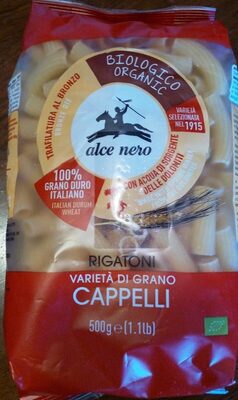 BIOLOGICO
ORGANIC
TRAFILATURA AL BRONZO
BRONZE
VARIETÀ
SELEZIONATA
NEL 1915
alce nero
100%
GRANO DURO
ITALIANO
ITALIAN DURUM
WHEAT
CON ACQUA DI SORGENTE
DELLE DOLOMITI
RIGATONI
VARIETÀ DI GRANO
CAPPELLI
500g e (1.1lb)